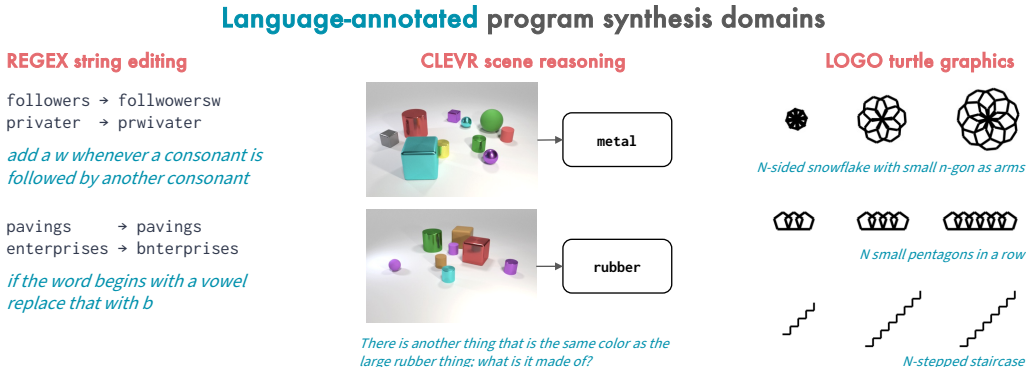 Language-annotated program synthesis domains
REGEX string editing
followers → follwowersw
privater → prwivater
add a w whenever a consonant is
followed by another consonant
pavings → pavings
enterprises → bnterprises
if the word begins with a vowel
replace that with b
CLEVR scene reasoning
metal
rubber
There is another thing that is the same color as the
large rubber thing; what is it made of?
LOGO turtle graphics
N-sided snowflake with small n-gon as arms
N small pentagons in a row
N-stepped staircase